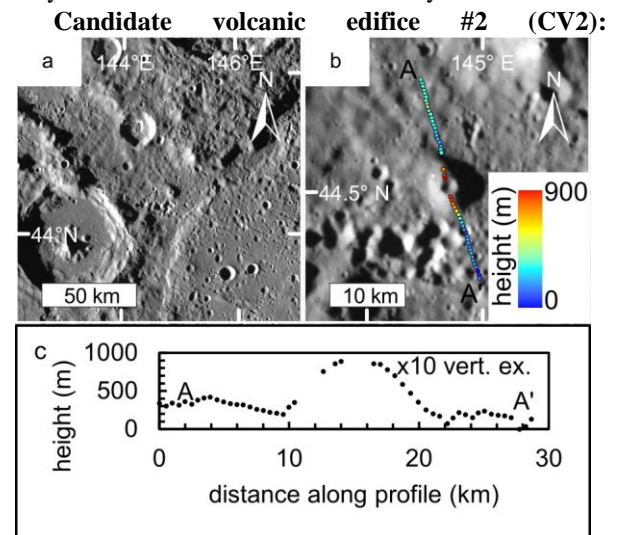 Candidate volcanic edifice #2 (CV2):
a
144°E
146°E
N
44°N
50 km
b
A
145°E
N
44.5° N
A'
10 km
height (m)
900
0
c
1000
500
0
height (m)
A
x10 vert. ex.
A'
0
10
20
30
distance along profile (km)